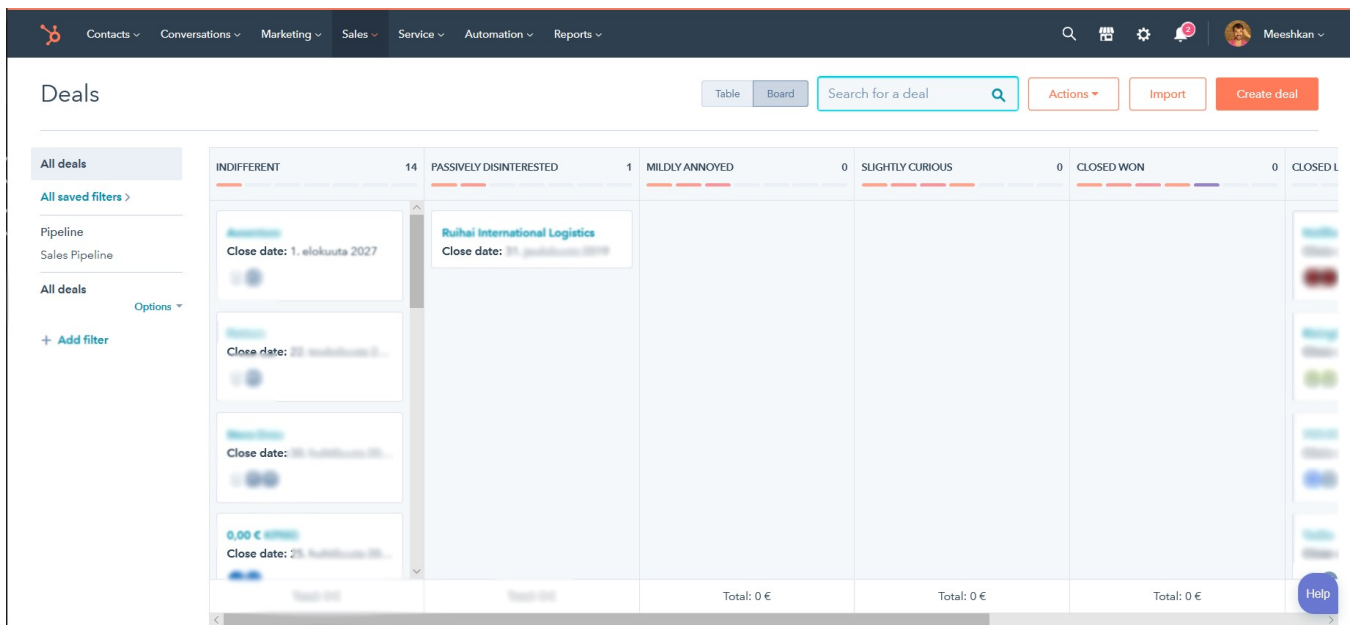 Contacts Conversations Marketing Sales Service Automation Reports 2 Meeshkan
Deals Table Board Search for a deal Actions Import Create deal
All deals
All saved filters >
Pipeline
Sales Pipeline
All deals
Options
+ Add filter
INDIFFERENT 14 PASSIVELY DISINTERESTED 1 MILDLY ANNOYED 0 SLIGHTLY CURIOUS 0 CLOSED WON 0 CLOSED L
Close date: 1. elokuuta 2027
Close date: 22.
Close date:
0,00 €
Close date: 25.
Ruihai International Logistics
Close date:
Total: 0 € Total: 0 € Total: 0 €
Help